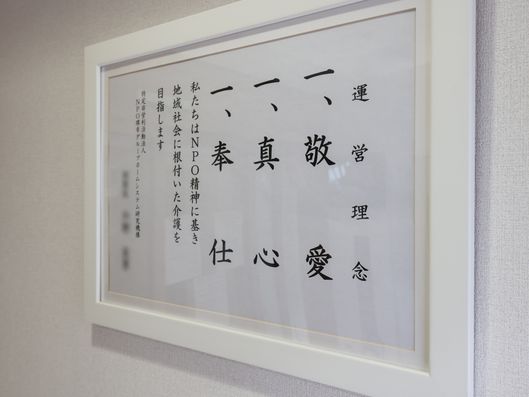 運営理念
一、敬愛
一、真心
一、奉仕
私たちはNPO精神に基き
地域社会に根付いた介護を
目指します
特定非営利活動法人
NPO熊本グループホームシステム研究機構